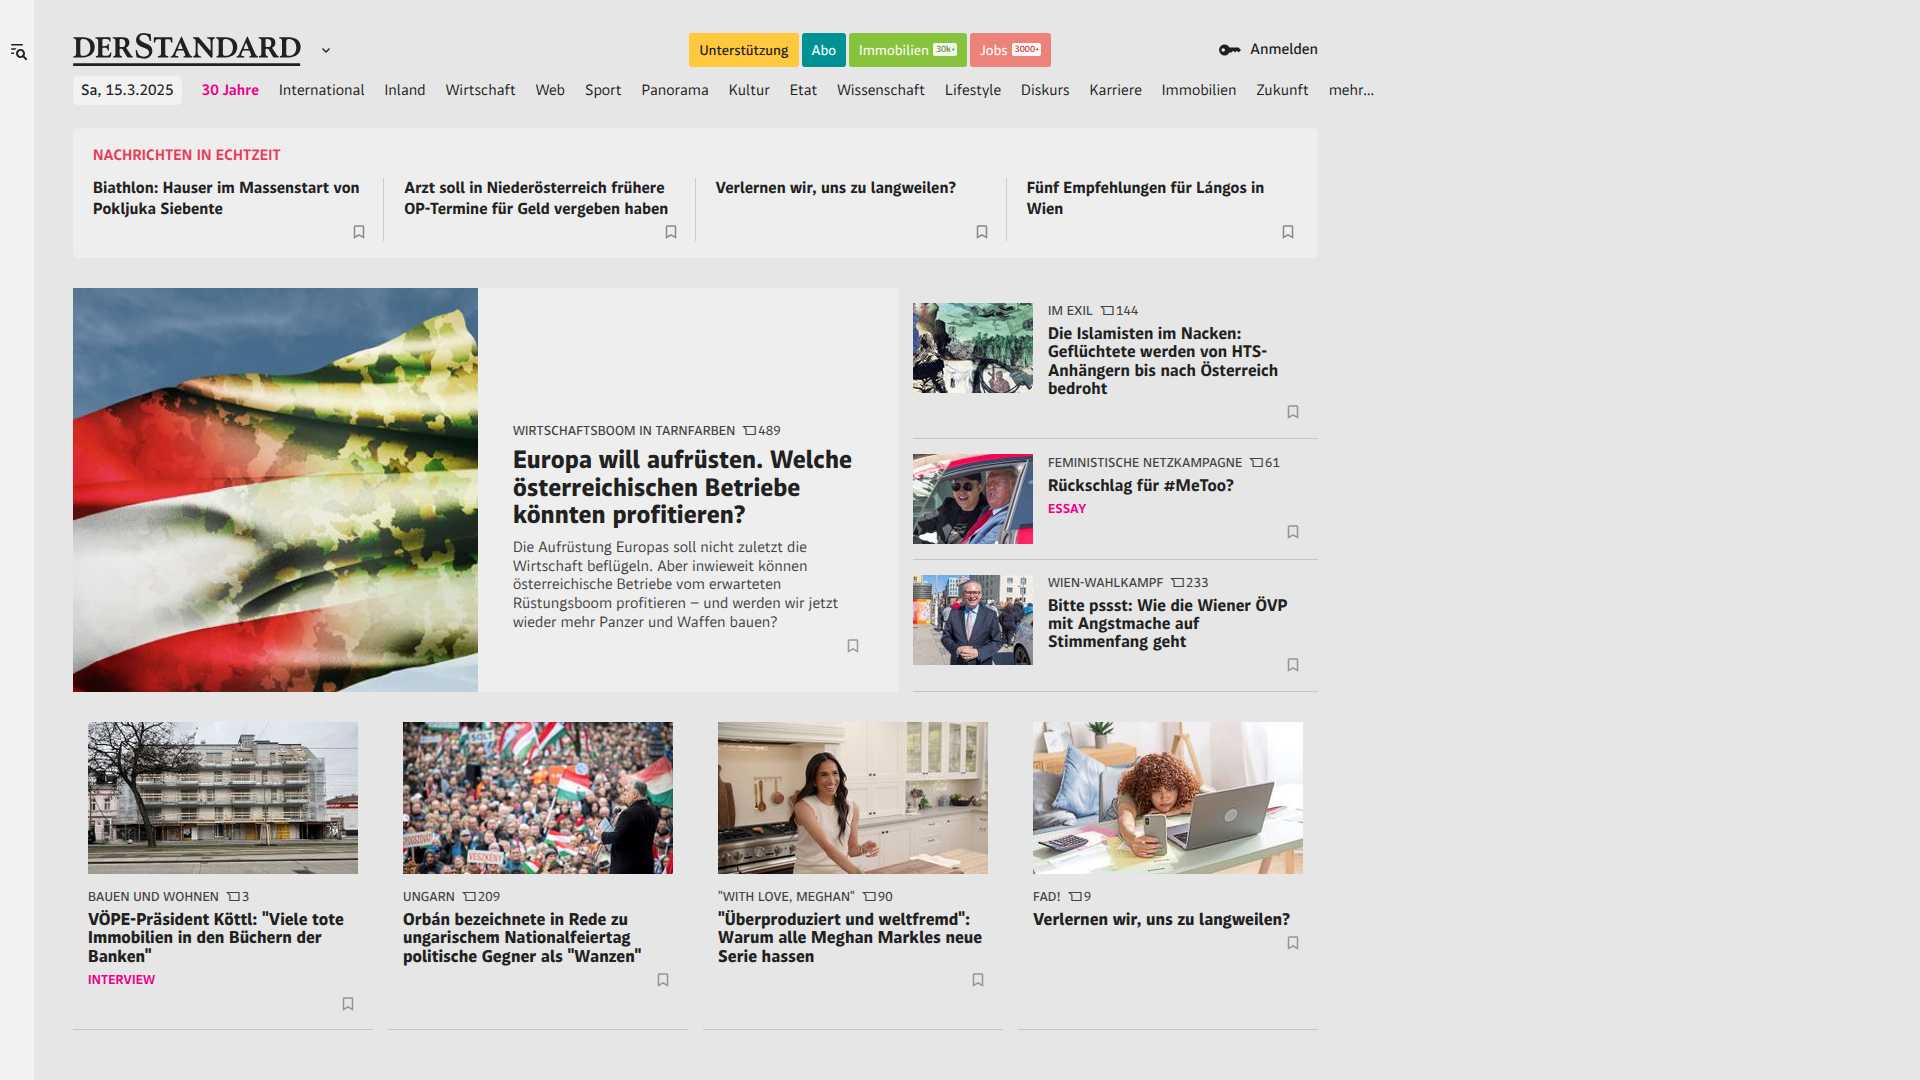 DERSTANDARD
Unterstützung
Abo
Immobilien 30k+
Jobs 3000+
Anmelden
Sa, 15.3.2025
30 Jahre
International
Inland
Wirtschaft
Web
Sport
Panorama
Kultur
Etat
Wissenschaft
Lifestyle
Diskurs
Karriere
Immobilien
Zukunft
mehr...
NACHRICHTEN IN ECHTZEIT
Biathlon: Hauser im Massenstart von
Pokljuka Siebente
Arzt soll in Niederösterreich frühere
OP-Termine für Geld vergeben haben
Verlernen wir, uns zu langweilen?
Fünf Empfehlungen für Lángos in
Wien
WIRTSCHAFTSBOOM IN TARNFARBEN 489
Europa will aufrüsten. Welche
österreichischen Betriebe
könnten profitieren?
Die Aufrüstung Europas soll nicht zuletzt die
Wirtschaft beflügeln. Aber inwieweit können
österreichische Betriebe vom erwarteten
Rüstungsboom profitieren – und werden wir jetzt
wieder mehr Panzer und Waffen bauen?
IM EXIL 144
Die Islamisten im Nacken:
Geflüchtete werden von HTS-
Anhängern bis nach Österreich
bedroht
FEMINISTISCHE NETZKAMPAGNE 61
Rückschlag für #MeToo?
ESSAY
WIEN-WAHLKAMPF 233
Bitte pssst: Wie die Wiener ÖVP
mit Angstmache auf
Stimmenfang geht
BAUEN UND WOHNEN 3
VÖPE-Präsident Köttl: "Viele tote
Immobilien in den Büchern der
Banken"
INTERVIEW
SOLT
VESZKÉNY
UNGARN 209
Orbán bezeichnete in Rede zu
ungarischem Nationalfeiertag
politische Gegner als "Wanzen"
"WITH LOVE, MEGHAN" 90
"Überproduziert und weltfremd":
Warum alle Meghan Markles neue
Serie hassen
FAD! 9
Verlernen wir, uns zu langweilen?